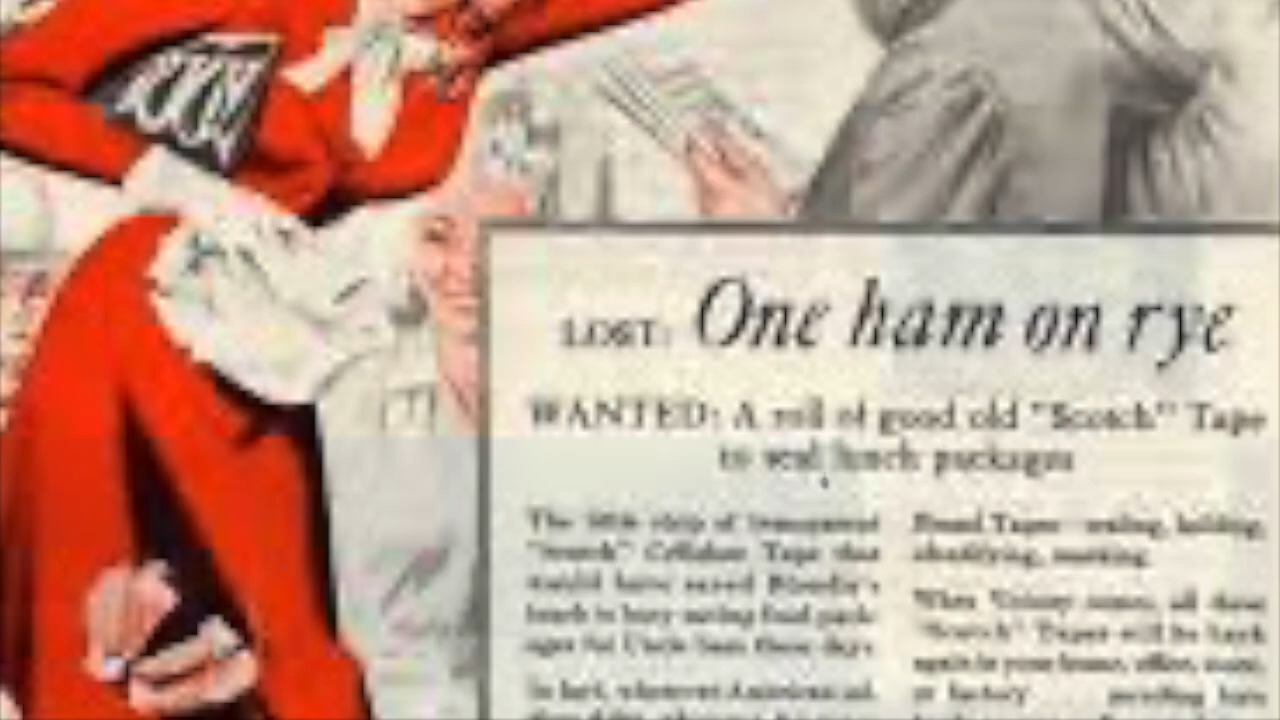 LOST: One ham on rye
WANTED: A roll of good old "Scotch" Tape
to seal lunch packages
The little strip of transparent
"Scotch" Cellulose Tape that
would have saved Blondie's
lunch is busy saving food pack-
ages for Uncle Sam these days.
In fact, wherever American sol-
Brand Tapes sealing, holding,
identifying, masking.
When Victory comes, all these
"Scotch" Tapes will be back
again in your home, office, store,
or factory